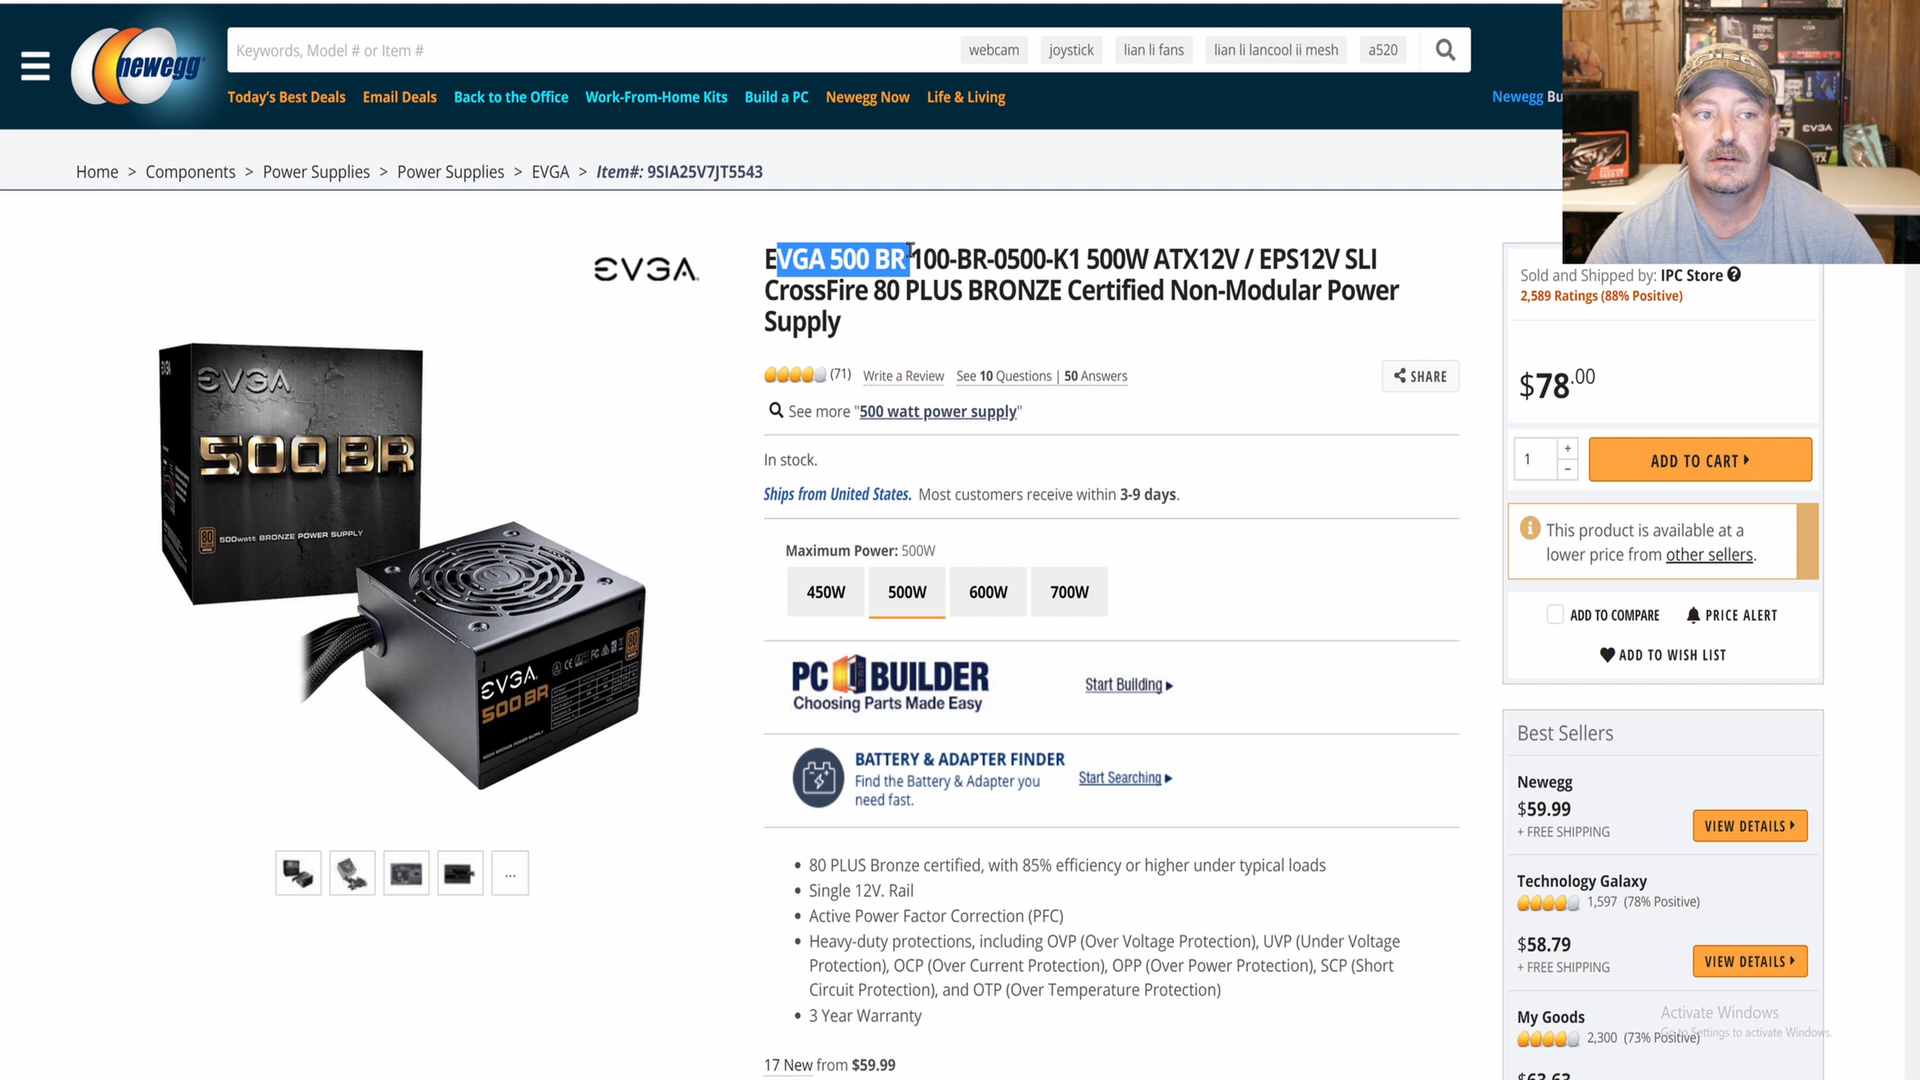 newegg
Keywords, Model # or Item #
webcam
joystick
lian li fans
lian li lancool ii mesh
a520
Today's Best Deals
Email Deals
Back to the Office
Work-From-Home Kits
Build a PC
Newegg Now
Life & Living
Newegg Bu
Home > Components > Power Supplies > Power Supplies > EVGA > Item#: 9SIA25V7JT5543
EVGA
EVGA 500 BR 100-BR-0500-K1 500W ATX12V / EPS12V SLI
CrossFire 80 PLUS BRONZE Certified Non-Modular Power
Supply
(71) Write a Review See 10 Questions | 50 Answers
SHARE
See more "500 watt power supply"
In stock.
Ships from United States. Most customers receive within 3-9 days.
Maximum Power: 500W
450W
500W
600W
700W
PC BUILDER
Choosing Parts Made Easy
Start Building
BATTERY & ADAPTER FINDER
Find the Battery & Adapter you
need fast.
Start Searching
80 PLUS Bronze certified, with 85% efficiency or higher under typical loads
Single 12V. Rail
Active Power Factor Correction (PFC)
Heavy-duty protections, including OVP (Over Voltage Protection), UVP (Under Voltage
Protection), OCP (Over Current Protection), OPP (Over Power Protection), SCP (Short
Circuit Protection), and OTP (Over Temperature Protection)
3 Year Warranty
17 New from $59.99
EVGA
500 BR
80
500watt BRONZE POWER SUPPLY
EVGA
500 BR
80
...
EVGA
Sold and Shipped by: IPC Store
2,589 Ratings (88% Positive)
$78.00
1
+
−
ADD TO CART
This product is available at a
lower price from other sellers.
ADD TO COMPARE
PRICE ALERT
ADD TO WISH LIST
Best Sellers
Newegg
$59.99
+ FREE SHIPPING
VIEW DETAILS
Technology Galaxy
1,597 (78% Positive)
$58.79
+ FREE SHIPPING
VIEW DETAILS
My Goods
2,300 (73% Positive)
$63.63
Activate Windows
Go to Settings to activate Windows.